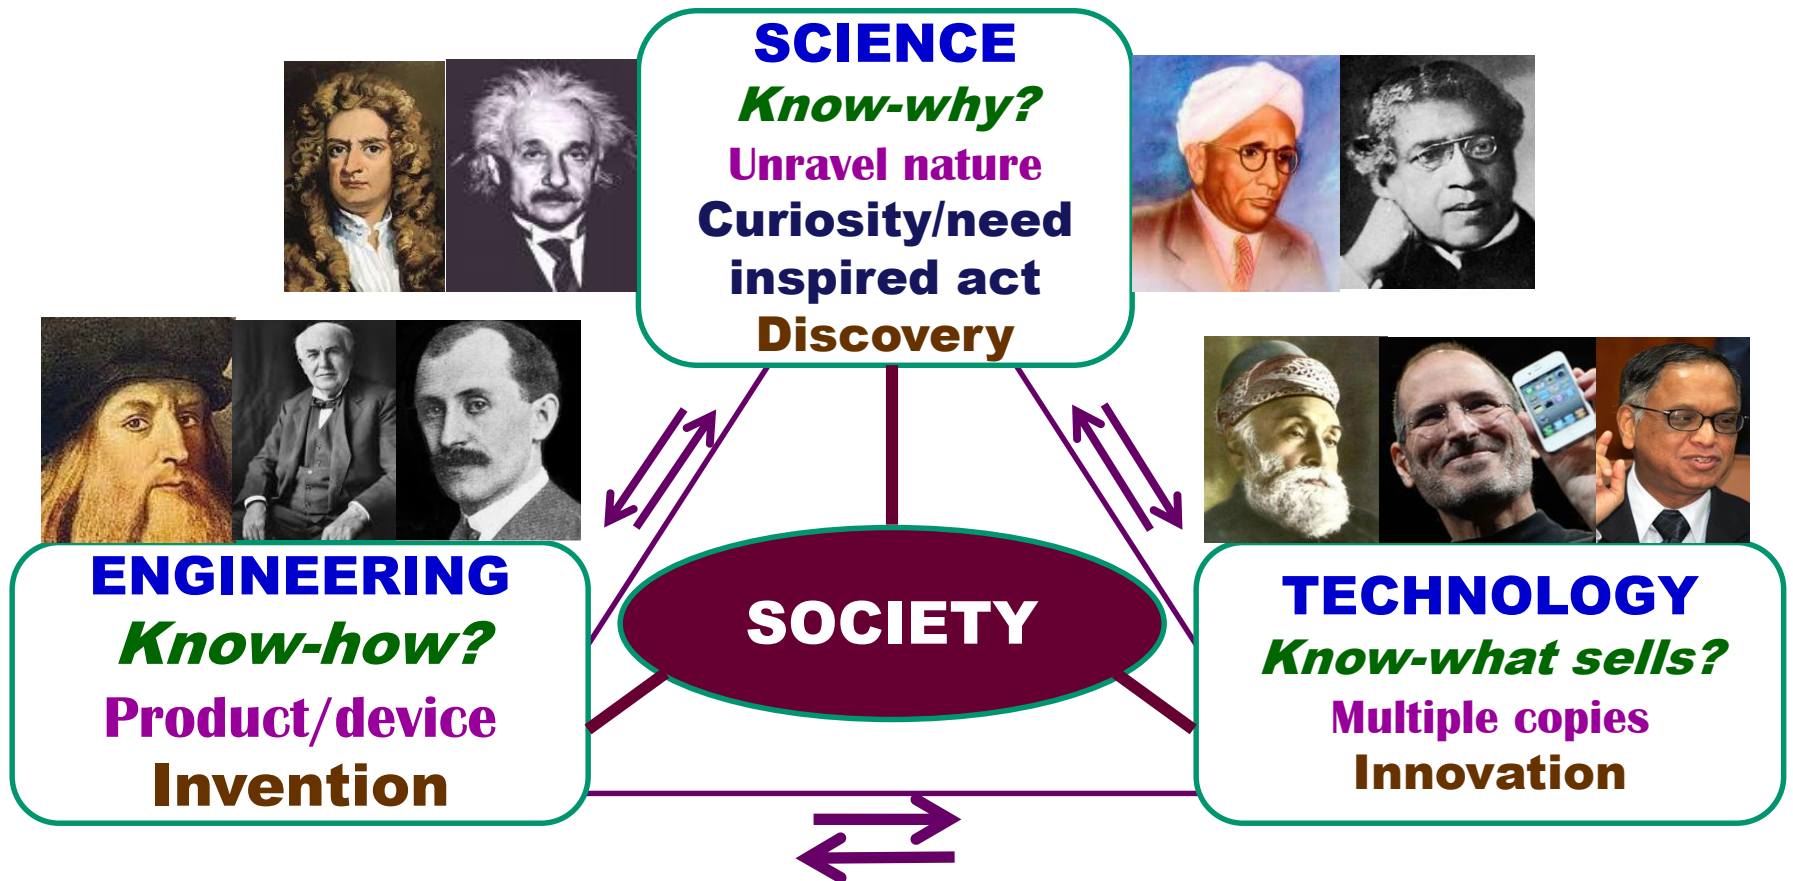 SCIENCE
Know-why?
Unravel nature
Curiosity/need
inspired act
Discovery
ENGINEERING
Know-how?
Product/device
Invention
SOCIETY
TECHNOLOGY
Know-what sells?
Multiple copies
Innovation